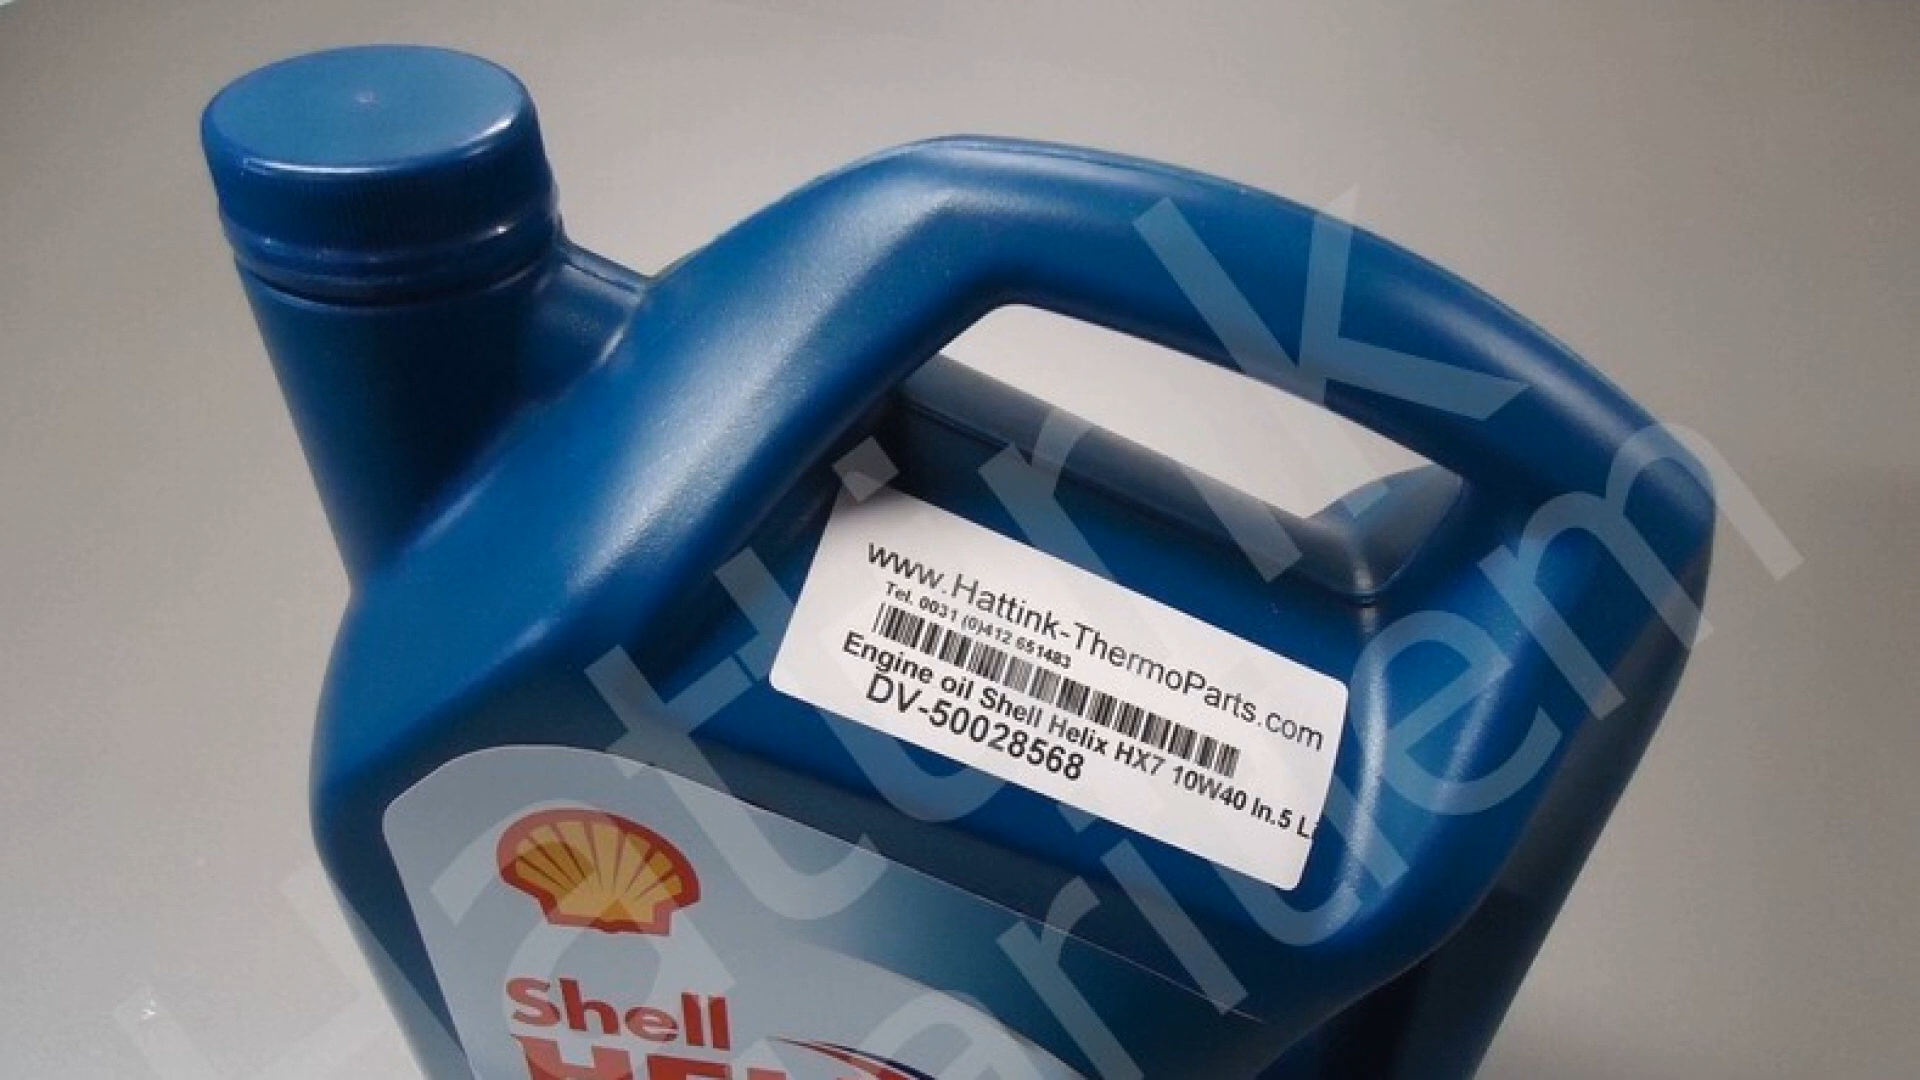 www.Hattink-ThermoParts.com
Tel. 0031 (0)412 651483
Engine oil Shell Helix HX7 10W40 In.5 L
DV-50028568
Shell
Hattink